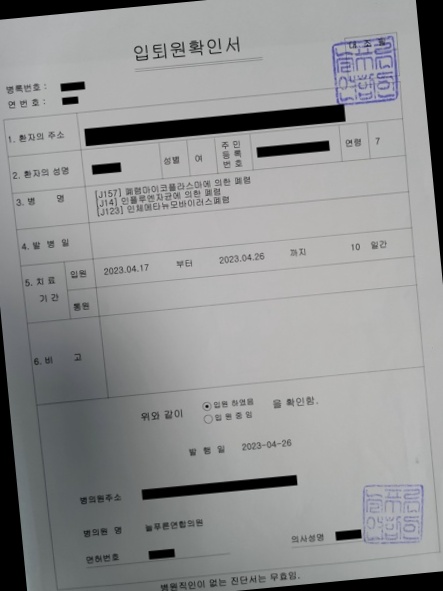 입퇴원확인서
대조필
병록번호 :
연 번 호 :
1. 환자의 주소
2. 환자의 성명 성별 여 주 민 등 록 번 호 연령 7
3. 병 명 [J157] 폐렴마이코플라스마에 의한 폐렴
[J14] 인플루엔자균에 의한 폐렴
[J123] 인체메타뉴모바이러스폐렴
4. 발 병 일
5. 치 료 기 간 입원 2023.04.17 부터 2023.04.26 까지 10 일간
통원
6. 비 고
위와 같이 입원 하였음 을 확인함.
입원 중 임
발 행 일 2023-04-26
병의원주소
병의원 명 늘푸른연합의원
면허번호 의사성명
병원직인이 없는 진단서는 무효임.